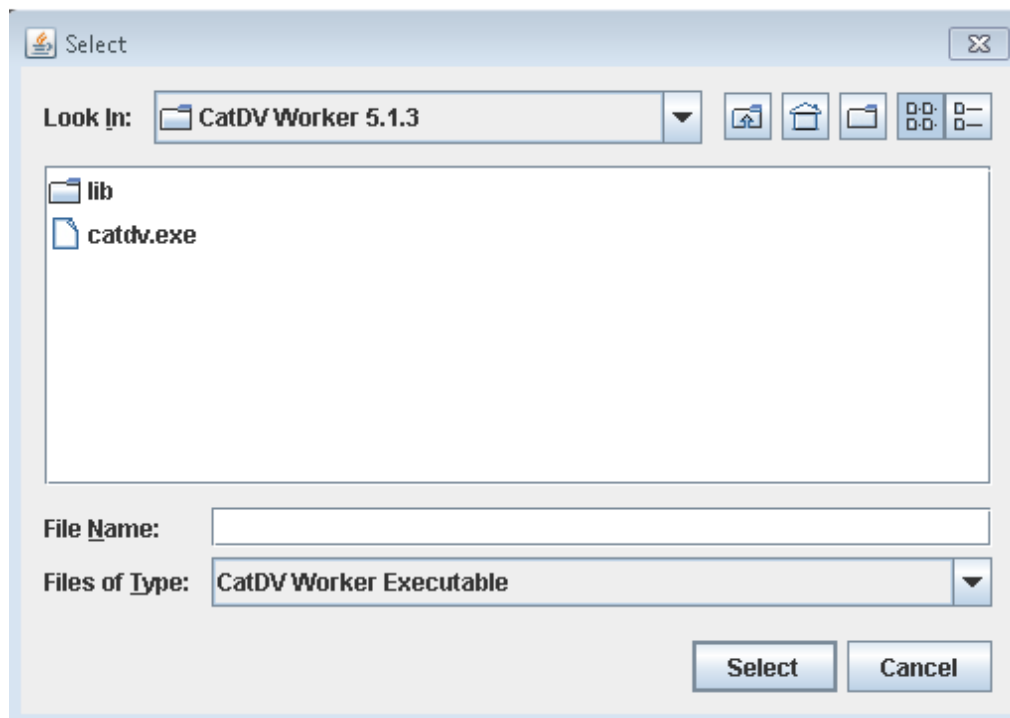 Select
Look In: CatDV Worker 5.1.3
lib
catdv.exe
File Name:
Files of Type: CatDV Worker Executable
Select Cancel